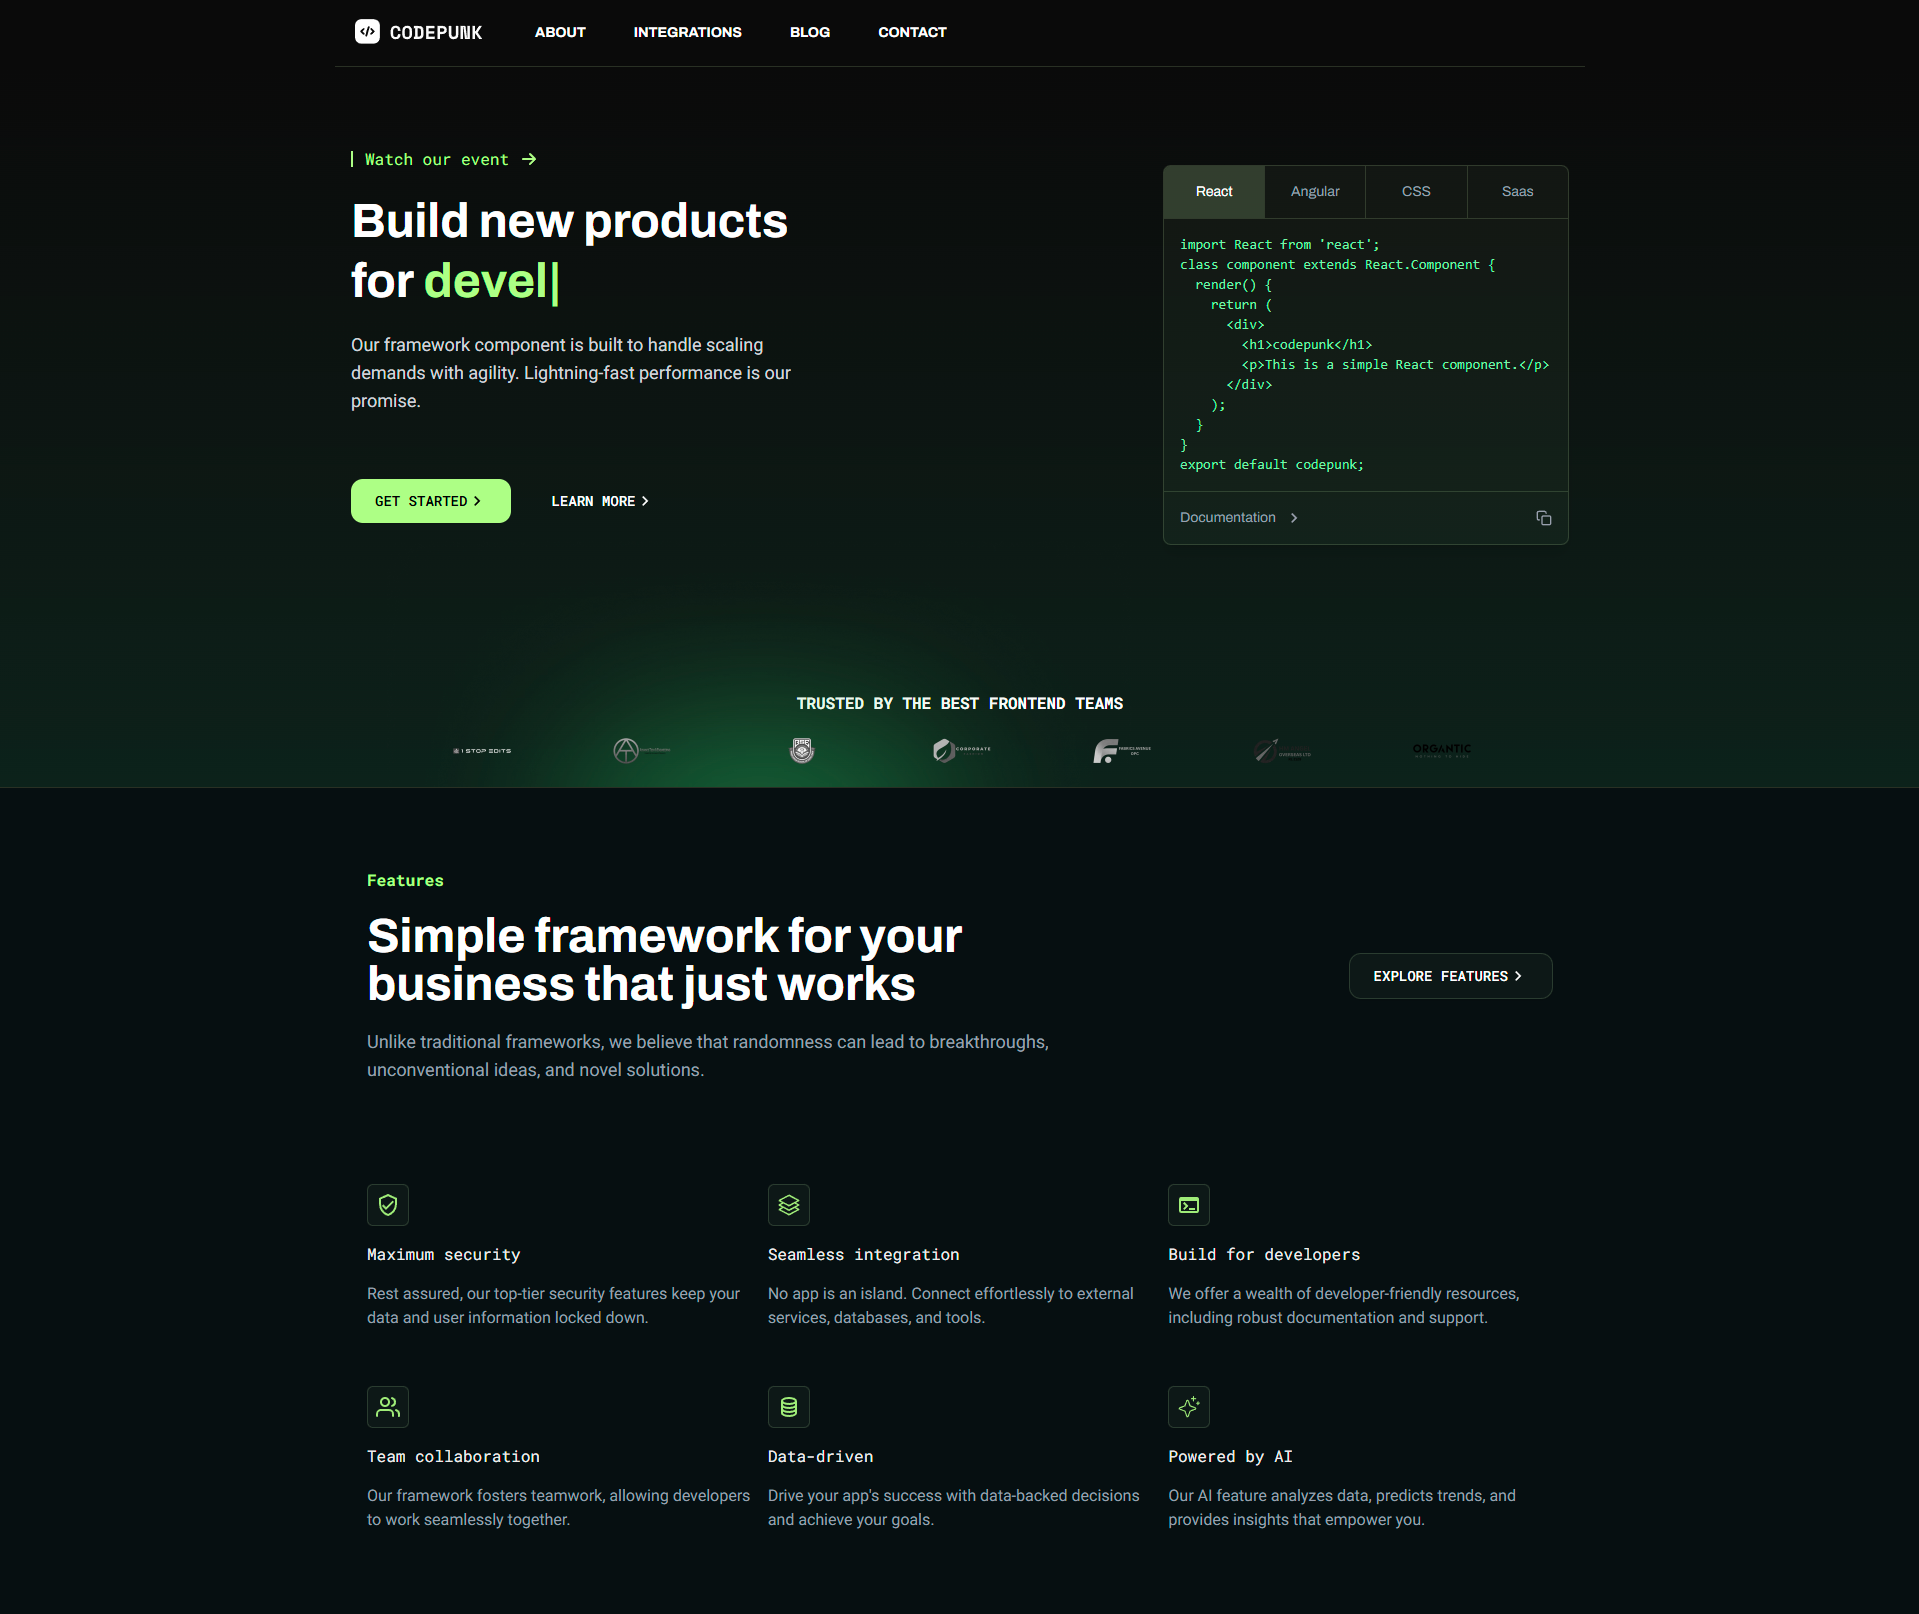 CODEPUNK
ABOUT
INTEGRATIONS
BLOG
CONTACT
Watch our event
Build new products
for devel|
Our framework component is built to handle scaling
demands with agility. Lightning-fast performance is our
promise.
GET STARTED
LEARN MORE
React
Angular
CSS
Saas
import React from 'react';
class component extends React.Component {
render() {
return (
<div>
<h1>codepunk</h1>
<p>This is a simple React component.</p>
</div>
);
}
}
export default codepunk;
Documentation
TRUSTED BY THE BEST FRONTEND TEAMS
1 STOP EDITS
CORPORATE
FABRICS AVENUE
OPC
OVERSEAS LTD
ORGANTIC
Features
Simple framework for your
business that just works
Unlike traditional frameworks, we believe that randomness can lead to breakthroughs,
unconventional ideas, and novel solutions.
EXPLORE FEATURES
Maximum security
Rest assured, our top-tier security features keep your
data and user information locked down.
Seamless integration
No app is an island. Connect effortlessly to external
services, databases, and tools.
Build for developers
We offer a wealth of developer-friendly resources,
including robust documentation and support.
Team collaboration
Our framework fosters teamwork, allowing developers
to work seamlessly together.
Data-driven
Drive your app's success with data-backed decisions
and achieve your goals.
Powered by AI
Our AI feature analyzes data, predicts trends, and
provides insights that empower you.